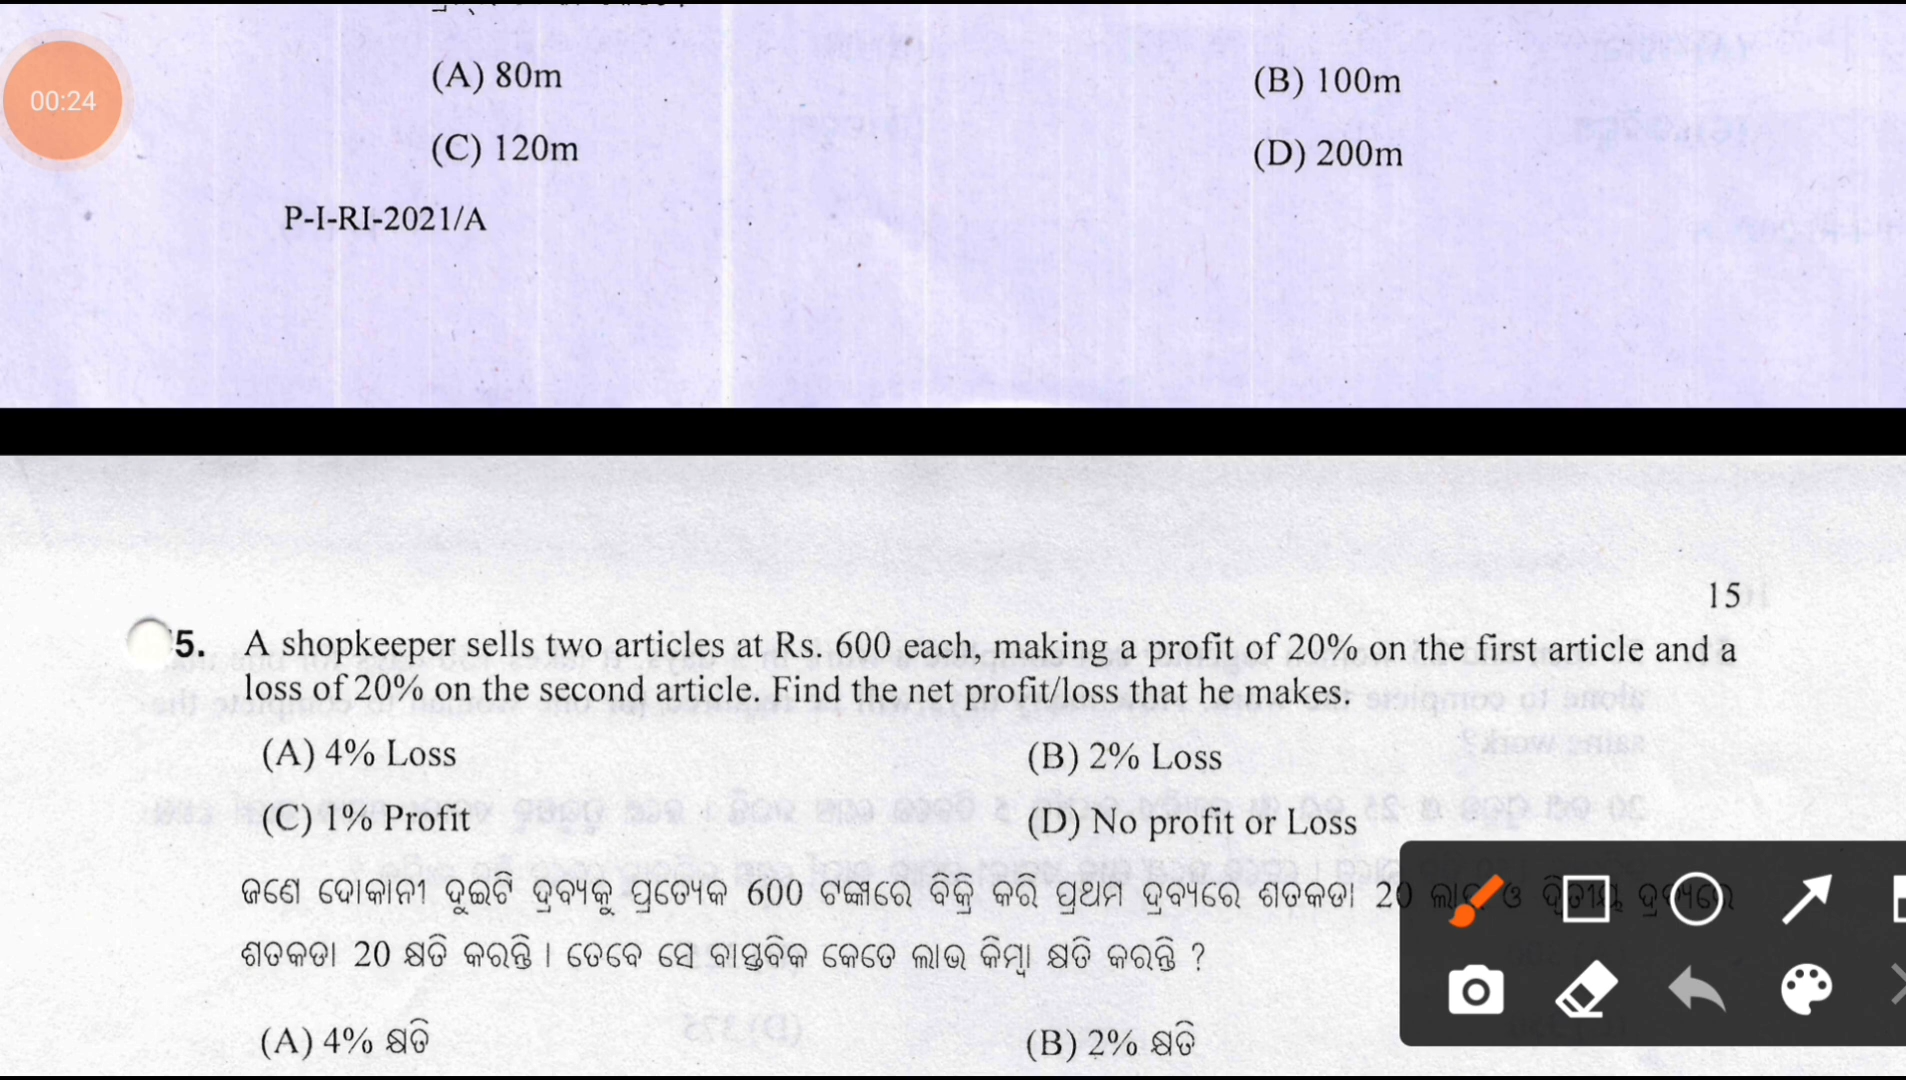 00:24
(A) 80m
(B) 100m
(C) 120m
(D) 200m
P-I-RI-2021/A
15
5. A shopkeeper sells two articles at Rs. 600 each, making a profit of 20% on the first article and a
loss of 20% on the second article. Find the net profit/loss that he makes.
(A) 4% Loss
(B) 2% Loss
(C) 1% Profit
(D) No profit or Loss
ଜଣେ ଦୋକାନୀ ଦୁଇଟି ଦ୍ରବ୍ୟକୁ ପ୍ରତ୍ୟେକ 600 ଟଙ୍କାରେ ବିକ୍ରି କରି ପ୍ରଥମ ଦ୍ରବ୍ୟରେ ଶତକଡା 20 ଲାଭ ଓ ଦ୍ୱିତୀୟ ଦ୍ରବ୍ୟରେ
ଶତକଡା 20 କ୍ଷତି କରନ୍ତି । ତେବେ ସେ ବାସ୍ତବିକ କେତେ ଲାଭ କିମ୍ବା କ୍ଷତି କରନ୍ତି ?
(A) 4% କ୍ଷତି
(B) 2% କ୍ଷତି